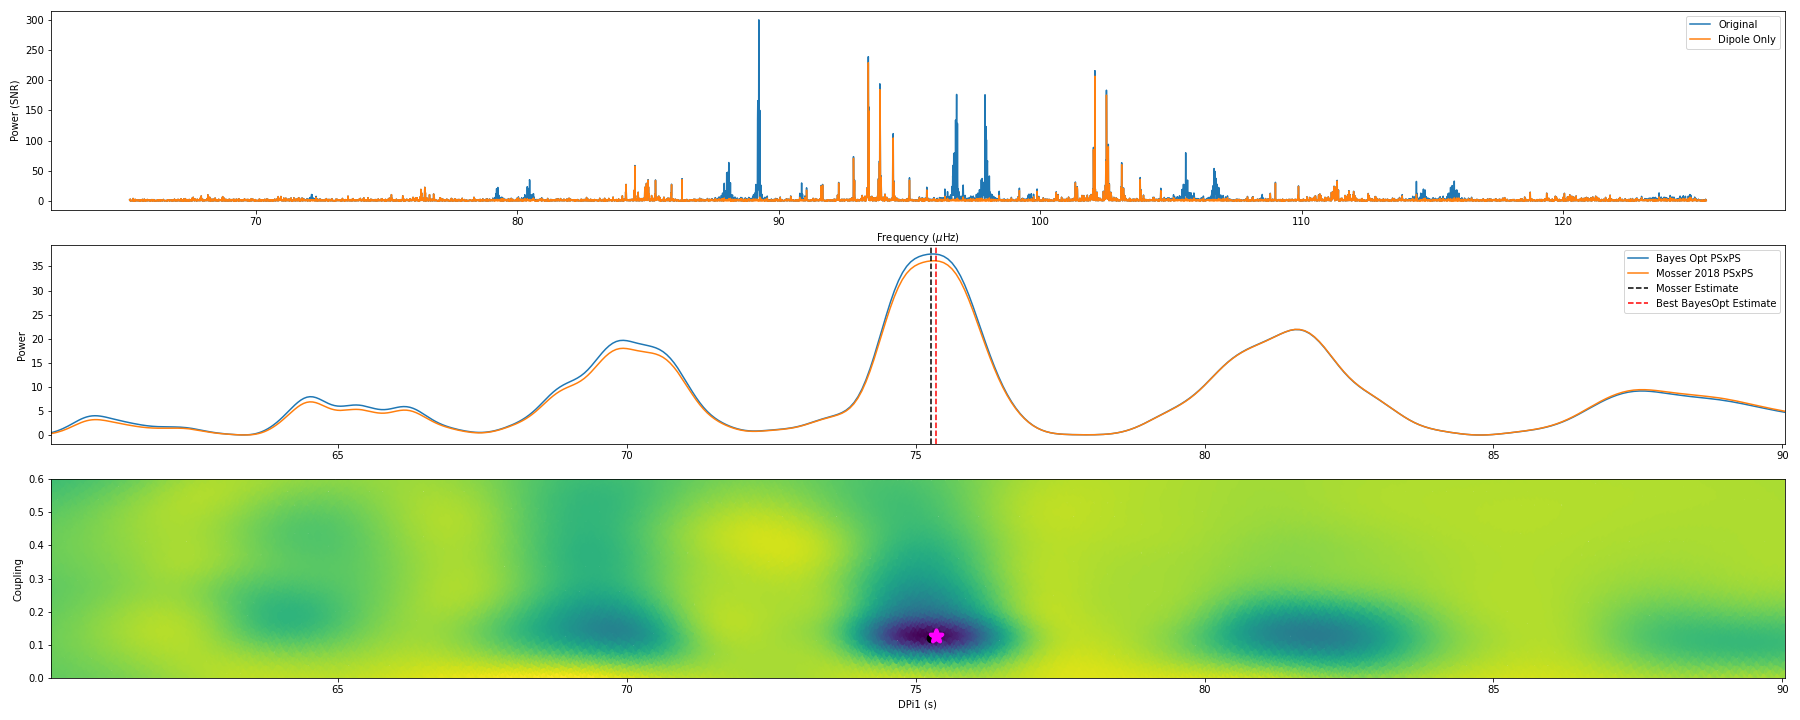 300
250
200
150
100
50
0
Power (SNR)
Original
Dipole Only
70 80 90 100 110 120
Frequency (μHz)
35
30
25
20
15
10
5
0
Power
Bayes Opt PSxPS
Mosser 2018 PSxPS
Mosser Estimate
Best BayesOpt Estimate
65 70 75 80 85 90
0.6
0.5
0.4
0.3
0.2
0.1
0.0
Coupling
65 70 75 80 85 90
DPi1 (s)